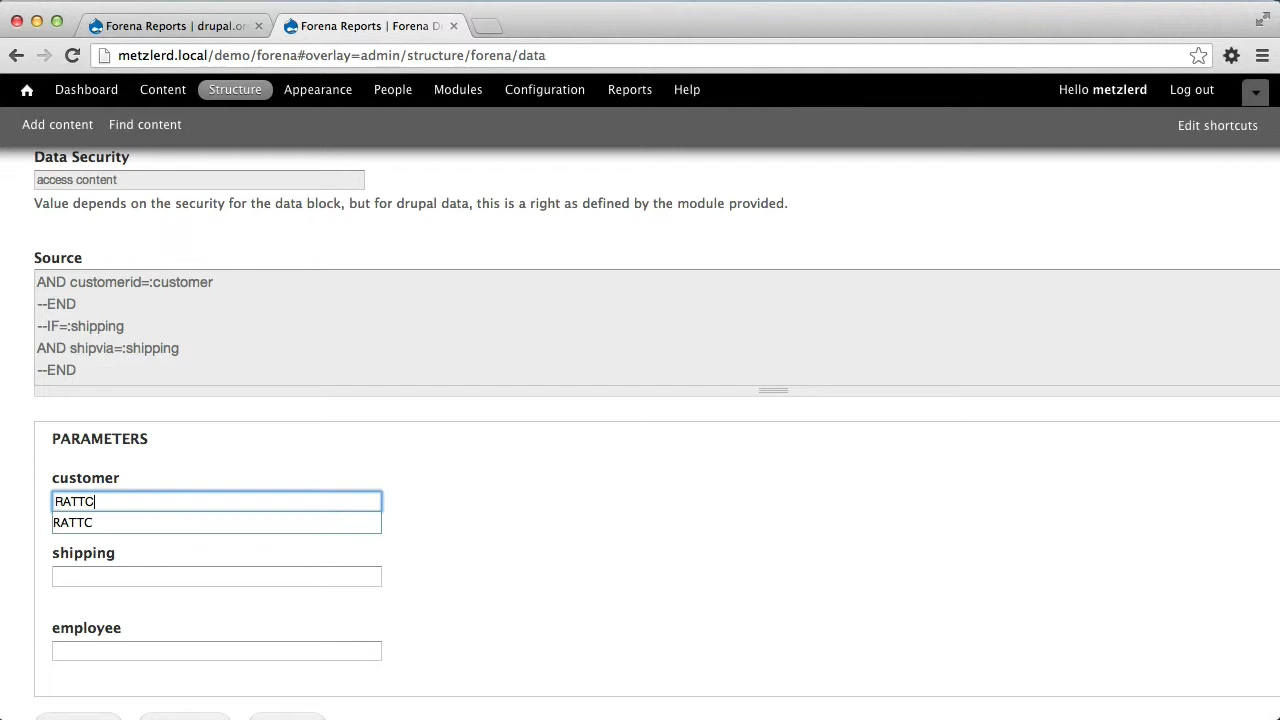 Forena Reports | drupal.or
Forena Reports | Forena D
metzlerd.local/demo/forena#overlay=admin/structure/forena/data
Dashboard Content Structure Appearance People Modules Configuration Reports Help Hello metzlerd Log out
Add content Find content Edit shortcuts
Data Security
access content
Value depends on the security for the data block, but for drupal data, this is a right as defined by the module provided.
Source
AND customerid=:customer
--END
--IF=:shipping
AND shipvia=:shipping
--END
PARAMETERS
customer
RATTC
RATTC
shipping
employee